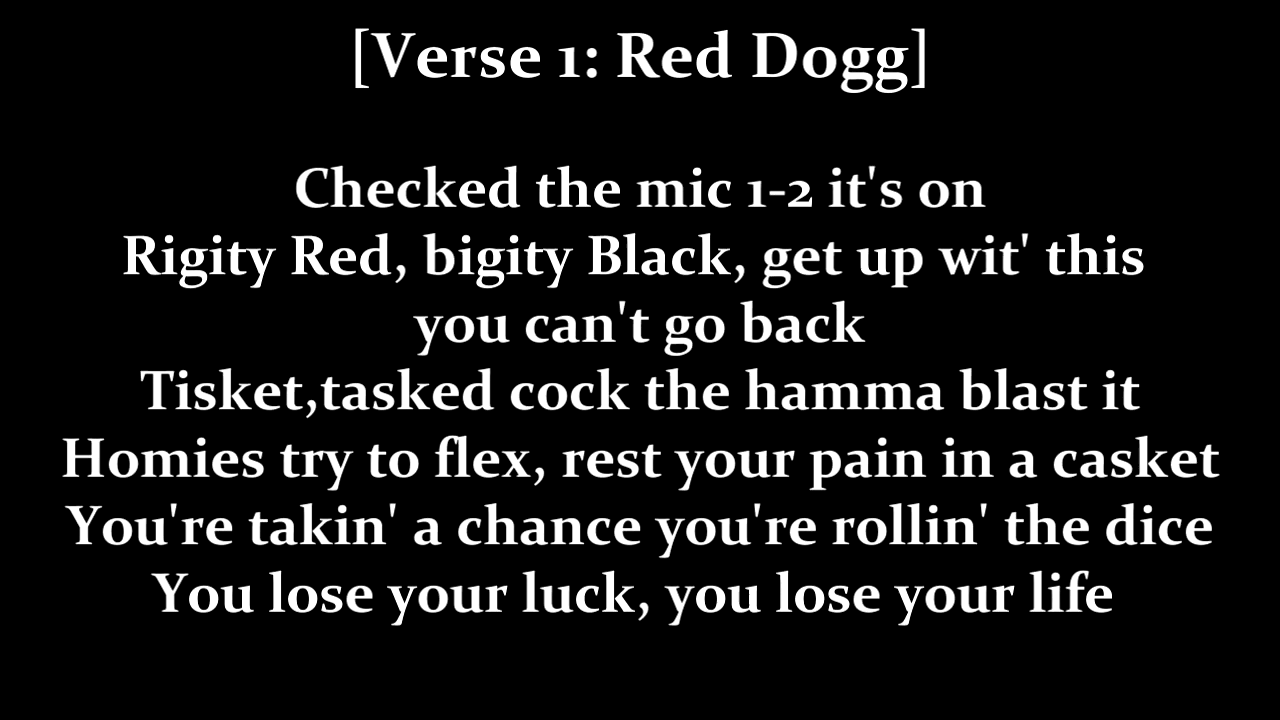 [Verse 1: Red Dogg]
Checked the mic 1-2 it's on
Rigity Red, bigity Black, get up wit' this
you can't go back
Tisket,tasked cock the hamma blast it
Homies try to flex, rest your pain in a casket
You're takin' a chance you're rollin' the dice
You lose your luck, you lose your life